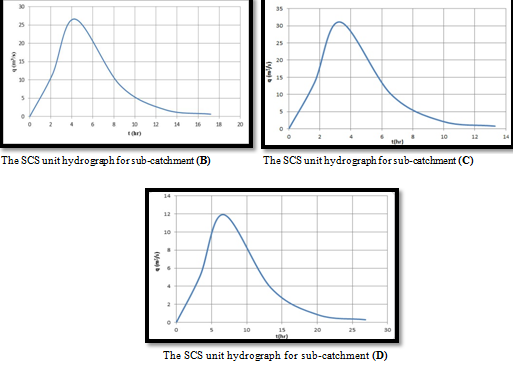 30
25
20
15
10
5
0
q (m³/s)
0 2 4 6 8 10 12 14 16 18 20
t (hr)
The SCS unit hydrograph for sub-catchment (B)
35
30
25
20
15
10
5
0
q (m³/s)
0 2 4 6 8 10 12 14
t(hr)
The SCS unit hydrograph for sub-catchment (C)
14
12
10
8
6
4
2
0
q (m³/s)
0 5 10 15 20 25 30
t(hr)
The SCS unit hydrograph for sub-catchment (D)